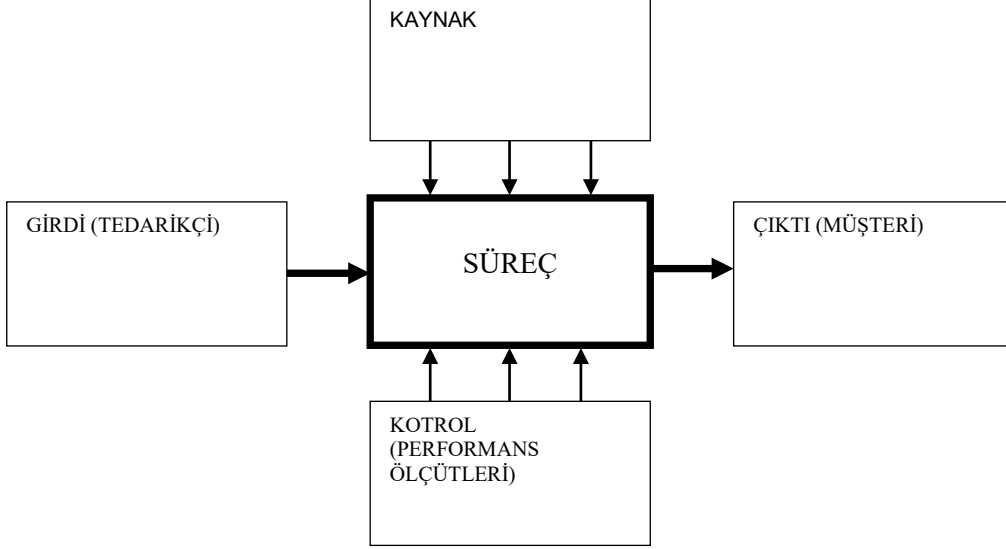 KAYNAK
GİRDİ (TEDARİKÇİ)
SÜREÇ
ÇIKTI (MÜŞTERİ)
KOTROL
(PERFORMANS
ÖLÇÜTLERİ)